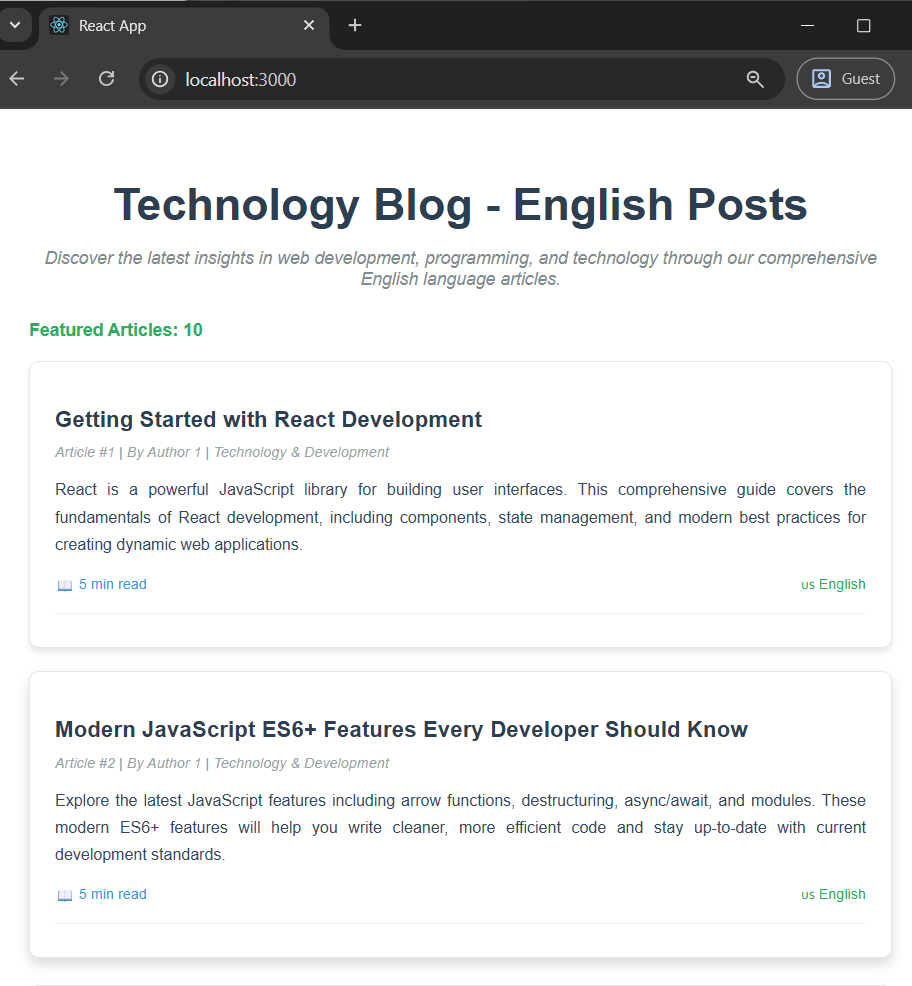 React App
localhost:3000
Guest
Technology Blog - English Posts
Discover the latest insights in web development, programming, and technology through our comprehensive
English language articles.
Featured Articles: 10
Getting Started with React Development
Article #1 | By Author 1 | Technology & Development
React is a powerful JavaScript library for building user interfaces. This comprehensive guide covers the
fundamentals of React development, including components, state management, and modern best practices for
creating dynamic web applications.
📖 5 min read
us English
Modern JavaScript ES6+ Features Every Developer Should Know
Article #2 | By Author 1 | Technology & Development
Explore the latest JavaScript features including arrow functions, destructuring, async/await, and modules. These
modern ES6+ features will help you write cleaner, more efficient code and stay up-to-date with current
development standards.
📖 5 min read
us English